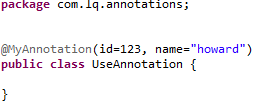 package com.lq.annotations;
@MyAnnotation(id=123, name="howard")
public class UseAnnotation {
}